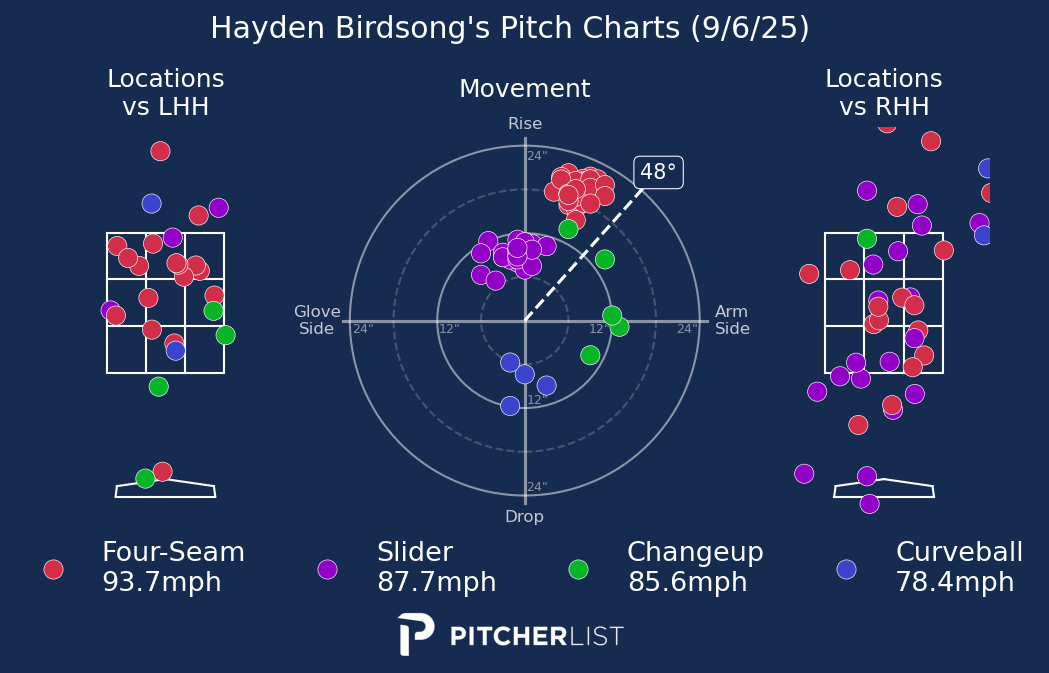 Hayden Birdsong's Pitch Charts (9/6/25)
Locations
vs LHH
Movement
Locations
vs RHH
Rise
24"
48°
Glove
Side
24"
12"
12"
24"
Arm
Side
12"
24"
Drop
Four-Seam
93.7mph
Slider
87.7mph
Changeup
85.6mph
Curveball
78.4mph
PITCHERLIST